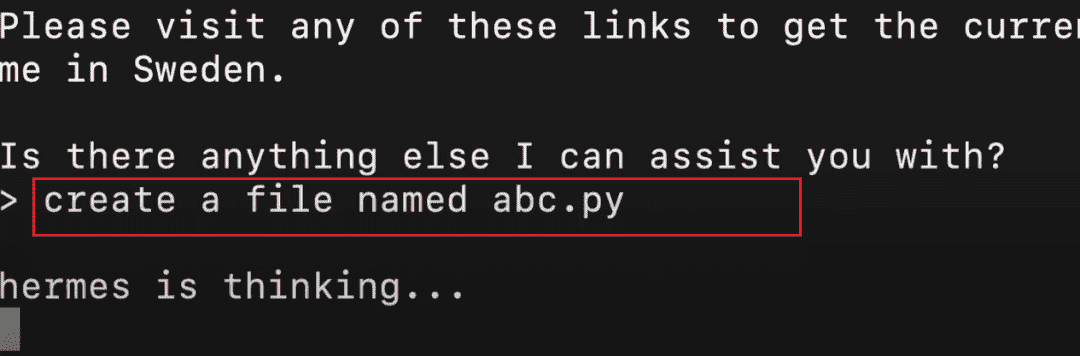 Please visit any of these links to get the curre
me in Sweden.
Is there anything else I can assist you with?
> create a file named abc.py
hermes is thinking...